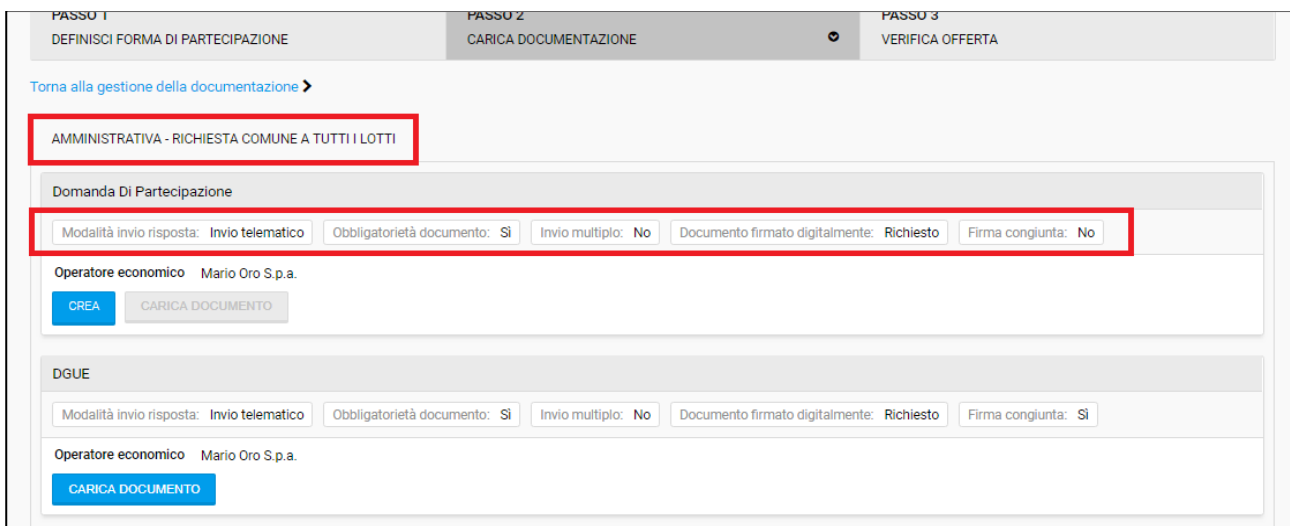 PASSO 1
DEFINISCI FORMA DI PARTECIPAZIONE
PASSO 2
CARICA DOCUMENTAZIONE
PASSO 3
VERIFICA OFFERTA
Torna alla gestione della documentazione
AMMINISTRATIVA - RICHIESTA COMUNE A TUTTI I LOTTI
Domanda Di Partecipazione
Modalità invio risposta: Invio telematico Obbligatorietà documento: Sì Invio multiplo: No Documento firmato digitalmente: Richiesto Firma congiunta: No
Operatore economico Mario Oro S.p.a.
CREA CARICA DOCUMENTO
DGUE
Modalità invio risposta: Invio telematico Obbligatorietà documento: Sì Invio multiplo: No Documento firmato digitalmente: Richiesto Firma congiunta: Sì
Operatore economico Mario Oro S.p.a.
CARICA DOCUMENTO